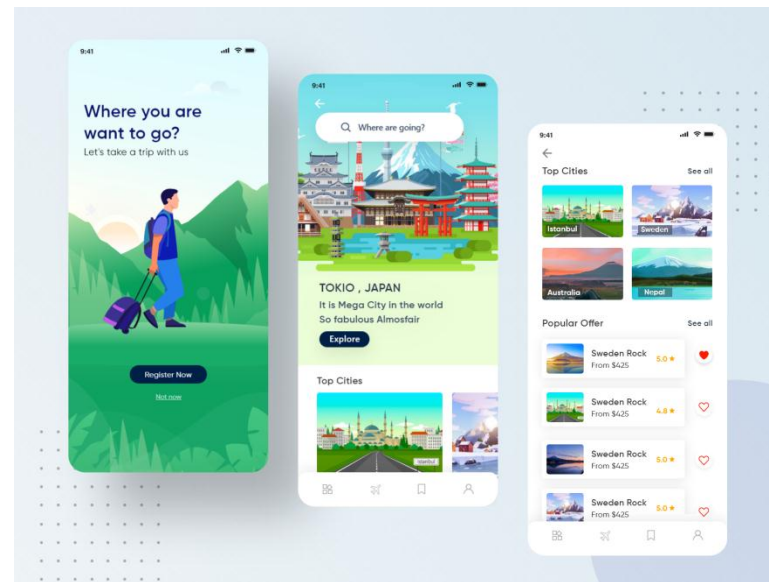 9:41
Where you are
want to go?
Let's take a trip with us
Register Now
Not now
9:41
Where are going?
TOKIO , JAPAN
It is Mega City in the world
So fabulous Almosfair
Explore
Top Cities
Istanbul
9:41
Top Cities
See all
Istanbul
Sweden
Australia
Nepal
Popular Offer
See all
Sweden Rock
From $425
5.0
Sweden Rock
From $425
4.8
Sweden Rock
From $425
5.0
Sweden Rock
From $425
5.0